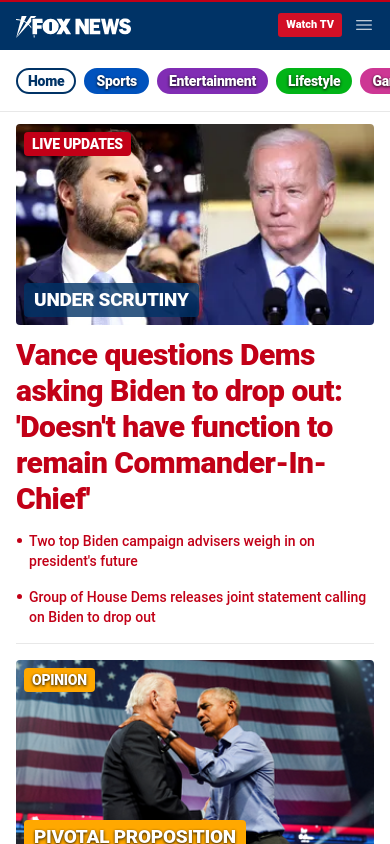 FOX NEWS
Watch TV
Home
Sports
Entertainment
Lifestyle
LIVE UPDATES
UNDER SCRUTINY
Vance questions Dems
asking Biden to drop out:
'Doesn't have function to
remain Commander-In-
Chief'
• Two top Biden campaign advisers weigh in on
president's future
• Group of House Dems releases joint statement calling
on Biden to drop out
OPINION
PIVOTAL PROPOSITION